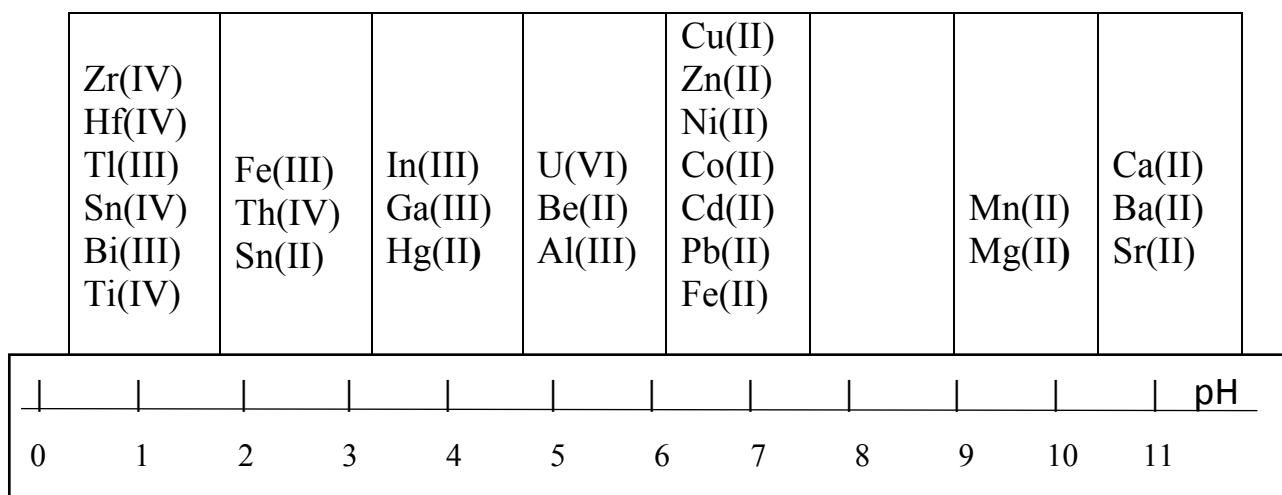 Zr(IV)
Hf(IV)
Tl(III)
Sn(IV)
Bi(III)
Ti(IV)
Fe(III)
Th(IV)
Sn(II)
In(III)
Ga(III)
Hg(II)
U(VI)
Be(II)
Al(III)
Cu(II)
Zn(II)
Ni(II)
Co(II)
Cd(II)
Pb(II)
Fe(II)
Mn(II)
Mg(II)
Ca(II)
Ba(II)
Sr(II)
pH
0 1 2 3 4 5 6 7 8 9 10 11